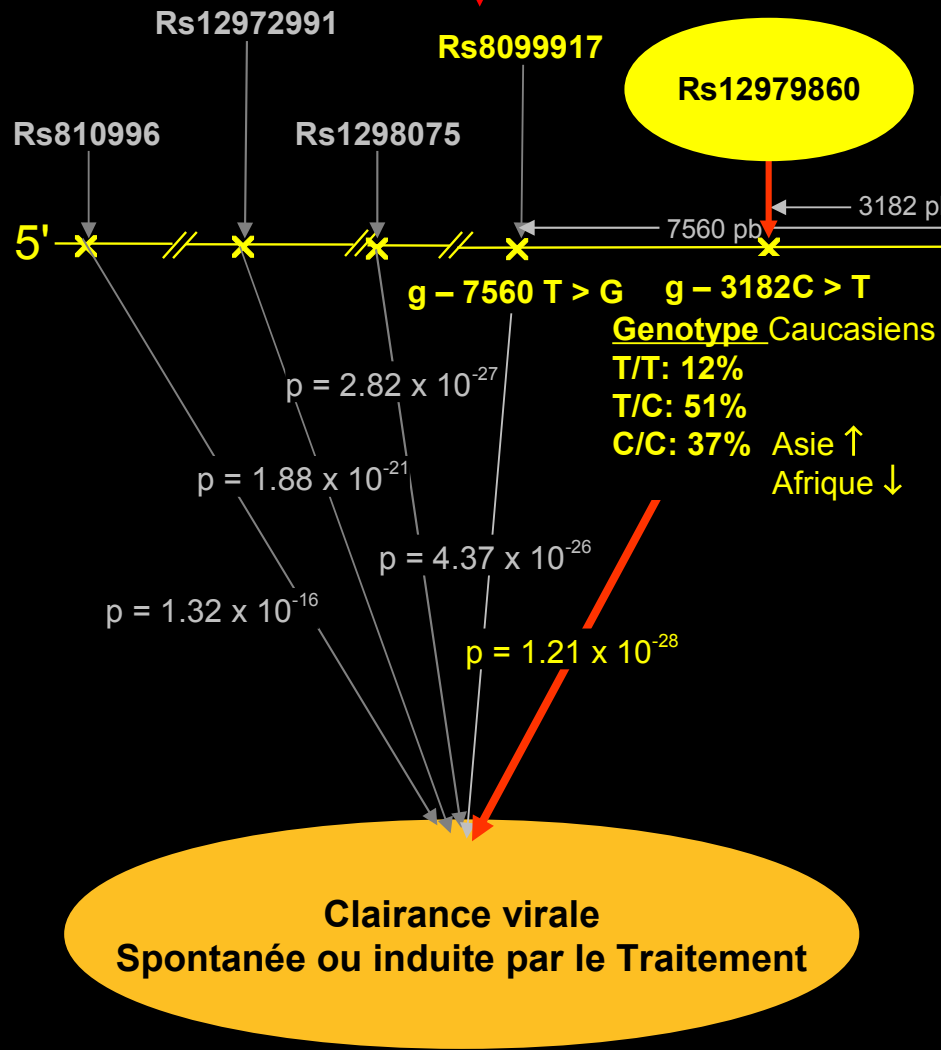 Rs12972991
Rs8099917
Rs12979860
Rs810996
Rs1298075
3182 p
7560 pb
5'
g – 7560 T > G
g – 3182C > T
Genotype Caucasiens
T/T: 12%
T/C: 51%
C/C: 37% Asie ↑
Afrique ↓
p = 2.82 x 10⁻²⁷
p = 1.88 x 10⁻²¹
p = 4.37 x 10⁻²⁶
p = 1.32 x 10⁻¹⁶
p = 1.21 x 10⁻²⁸
Clairance virale
Spontanée ou induite par le Traitement